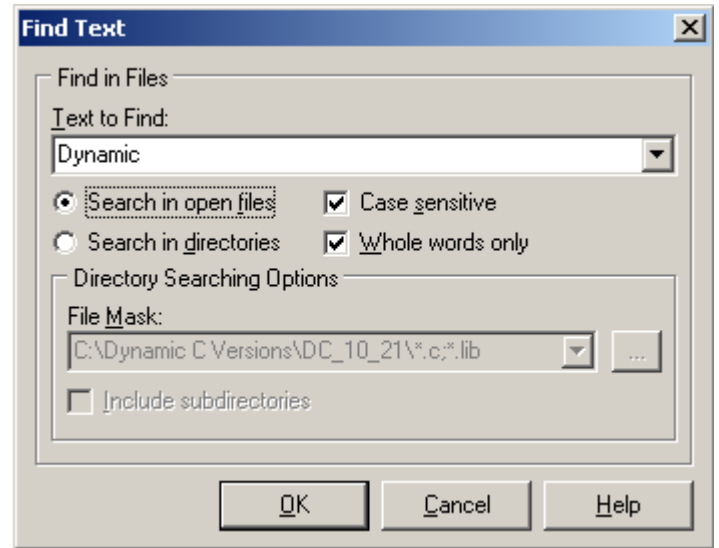 Find Text
Find in Files
Text to Find:
Dynamic
Search in open files Case sensitive
Search in directories Whole words only
Directory Searching Options
File Mask:
C:\Dynamic C Versions\DC_10_21\*.c;*.lib ...
Include subdirectories
OK Cancel Help